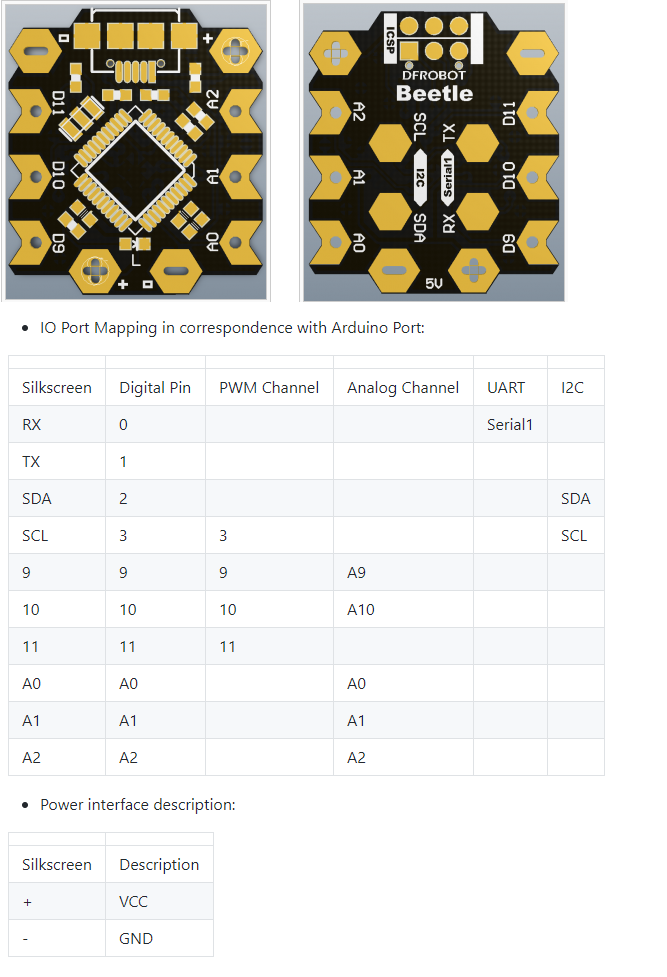 D11
A2
D10
A1
D9
A0
L
+
-
+
ICSP
DFROBOT
Beetle
A2
SCL
TX
D11
A1
I2C
Serial1
D10
A0
SDA
RX
D9
5V
IO Port Mapping in correspondence with Arduino Port:
Silkscreen Digital Pin PWM Channel Analog Channel UART I2C
RX 0 Serial1
TX 1
SDA 2 SDA
SCL 3 3 SCL
9 9 9 A9
10 10 10 A10
11 11 11
A0 A0 A0
A1 A1 A1
A2 A2 A2
Power interface description:
Silkscreen Description
+ VCC
- GND